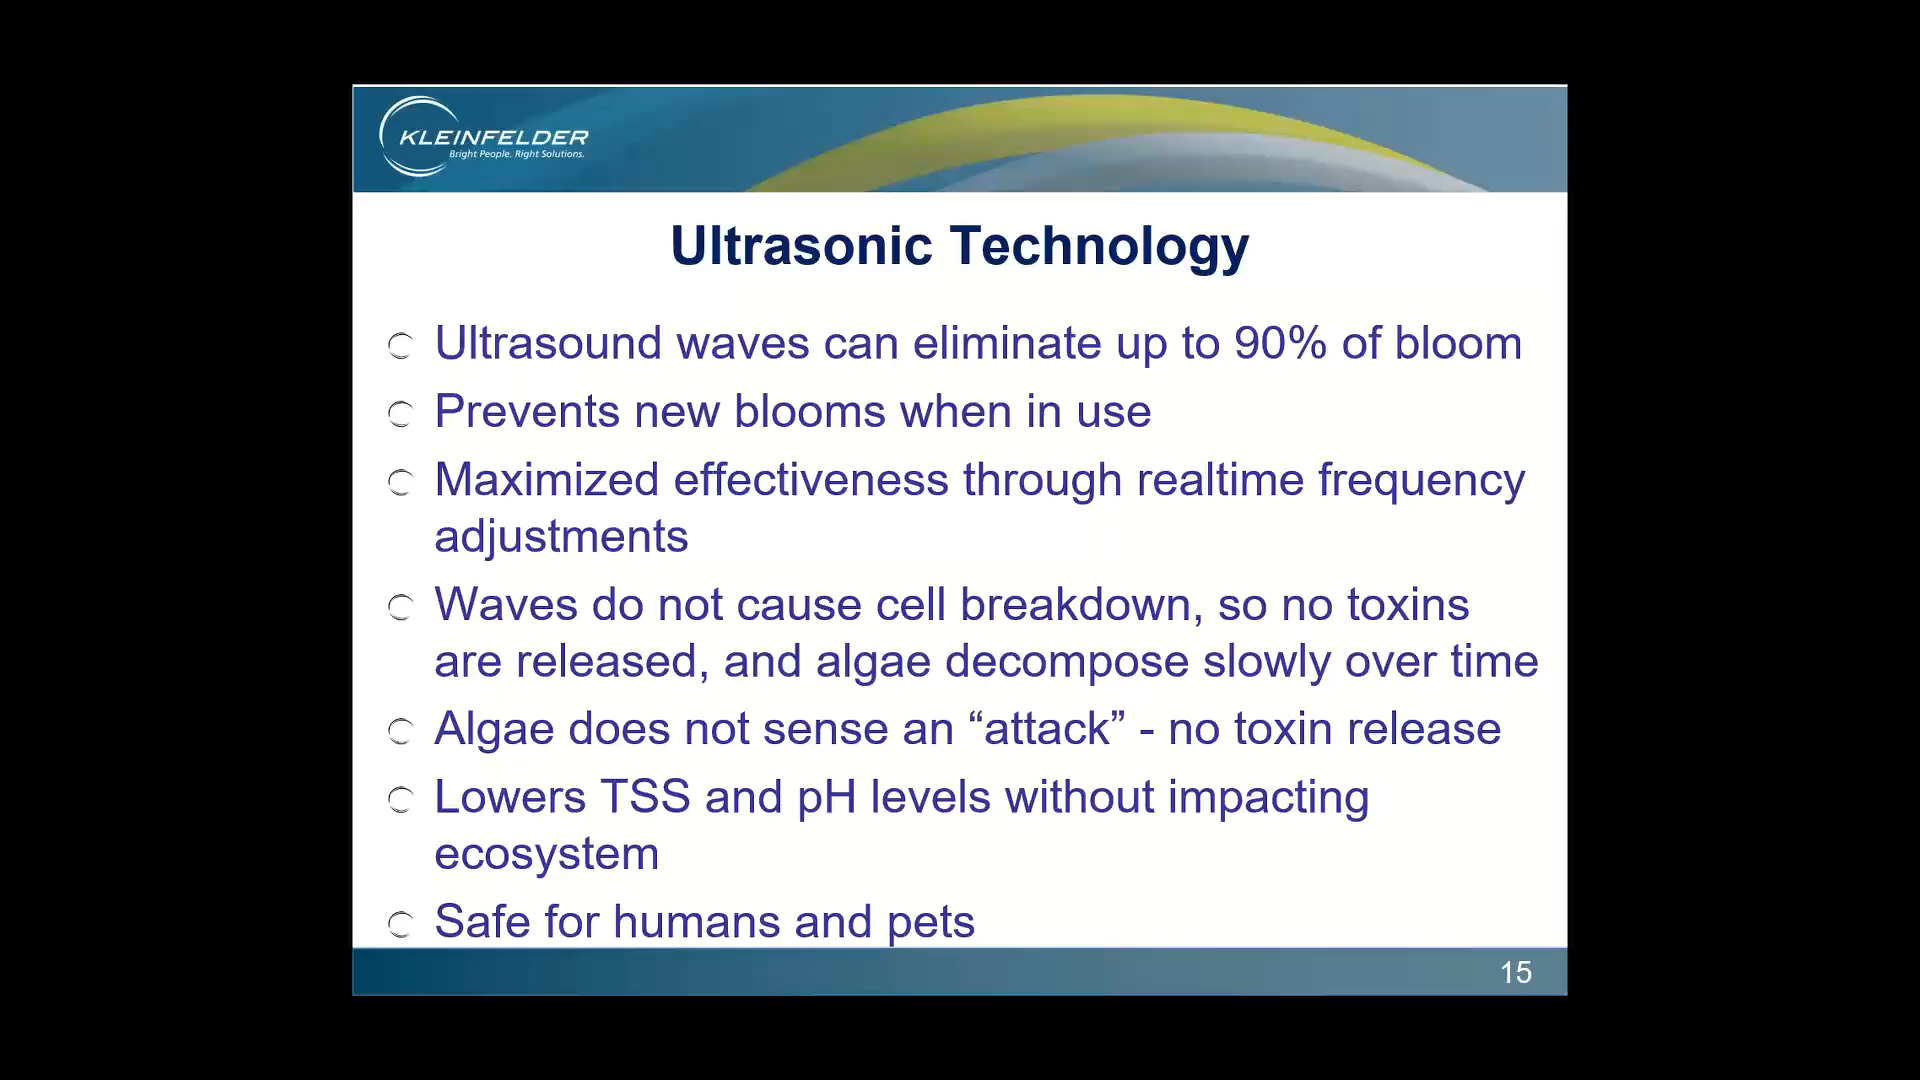 KLEINFELDER
Bright People. Right Solutions.
Ultrasonic Technology
Ultrasound waves can eliminate up to 90% of bloom
Prevents new blooms when in use
Maximized effectiveness through realtime frequency
adjustments
Waves do not cause cell breakdown, so no toxins
are released, and algae decompose slowly over time
Algae does not sense an “attack” - no toxin release
Lowers TSS and pH levels without impacting
ecosystem
Safe for humans and pets
15